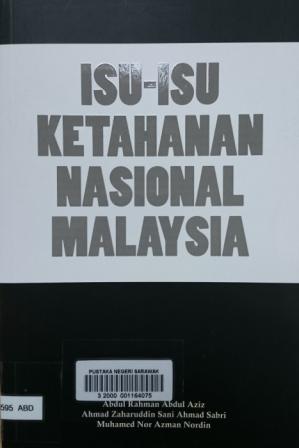 ISU-ISU
KETAHANAN
NASIONAL
MALAYSIA
PUSTAKA NEGERI SARAWAK
3 2000 001164075
595 ABD
Abdul Rahman Abdul Aziz
Ahmad Zaharuddin Sani Ahmad Sabri
Muhamed Nor Azman Nordin